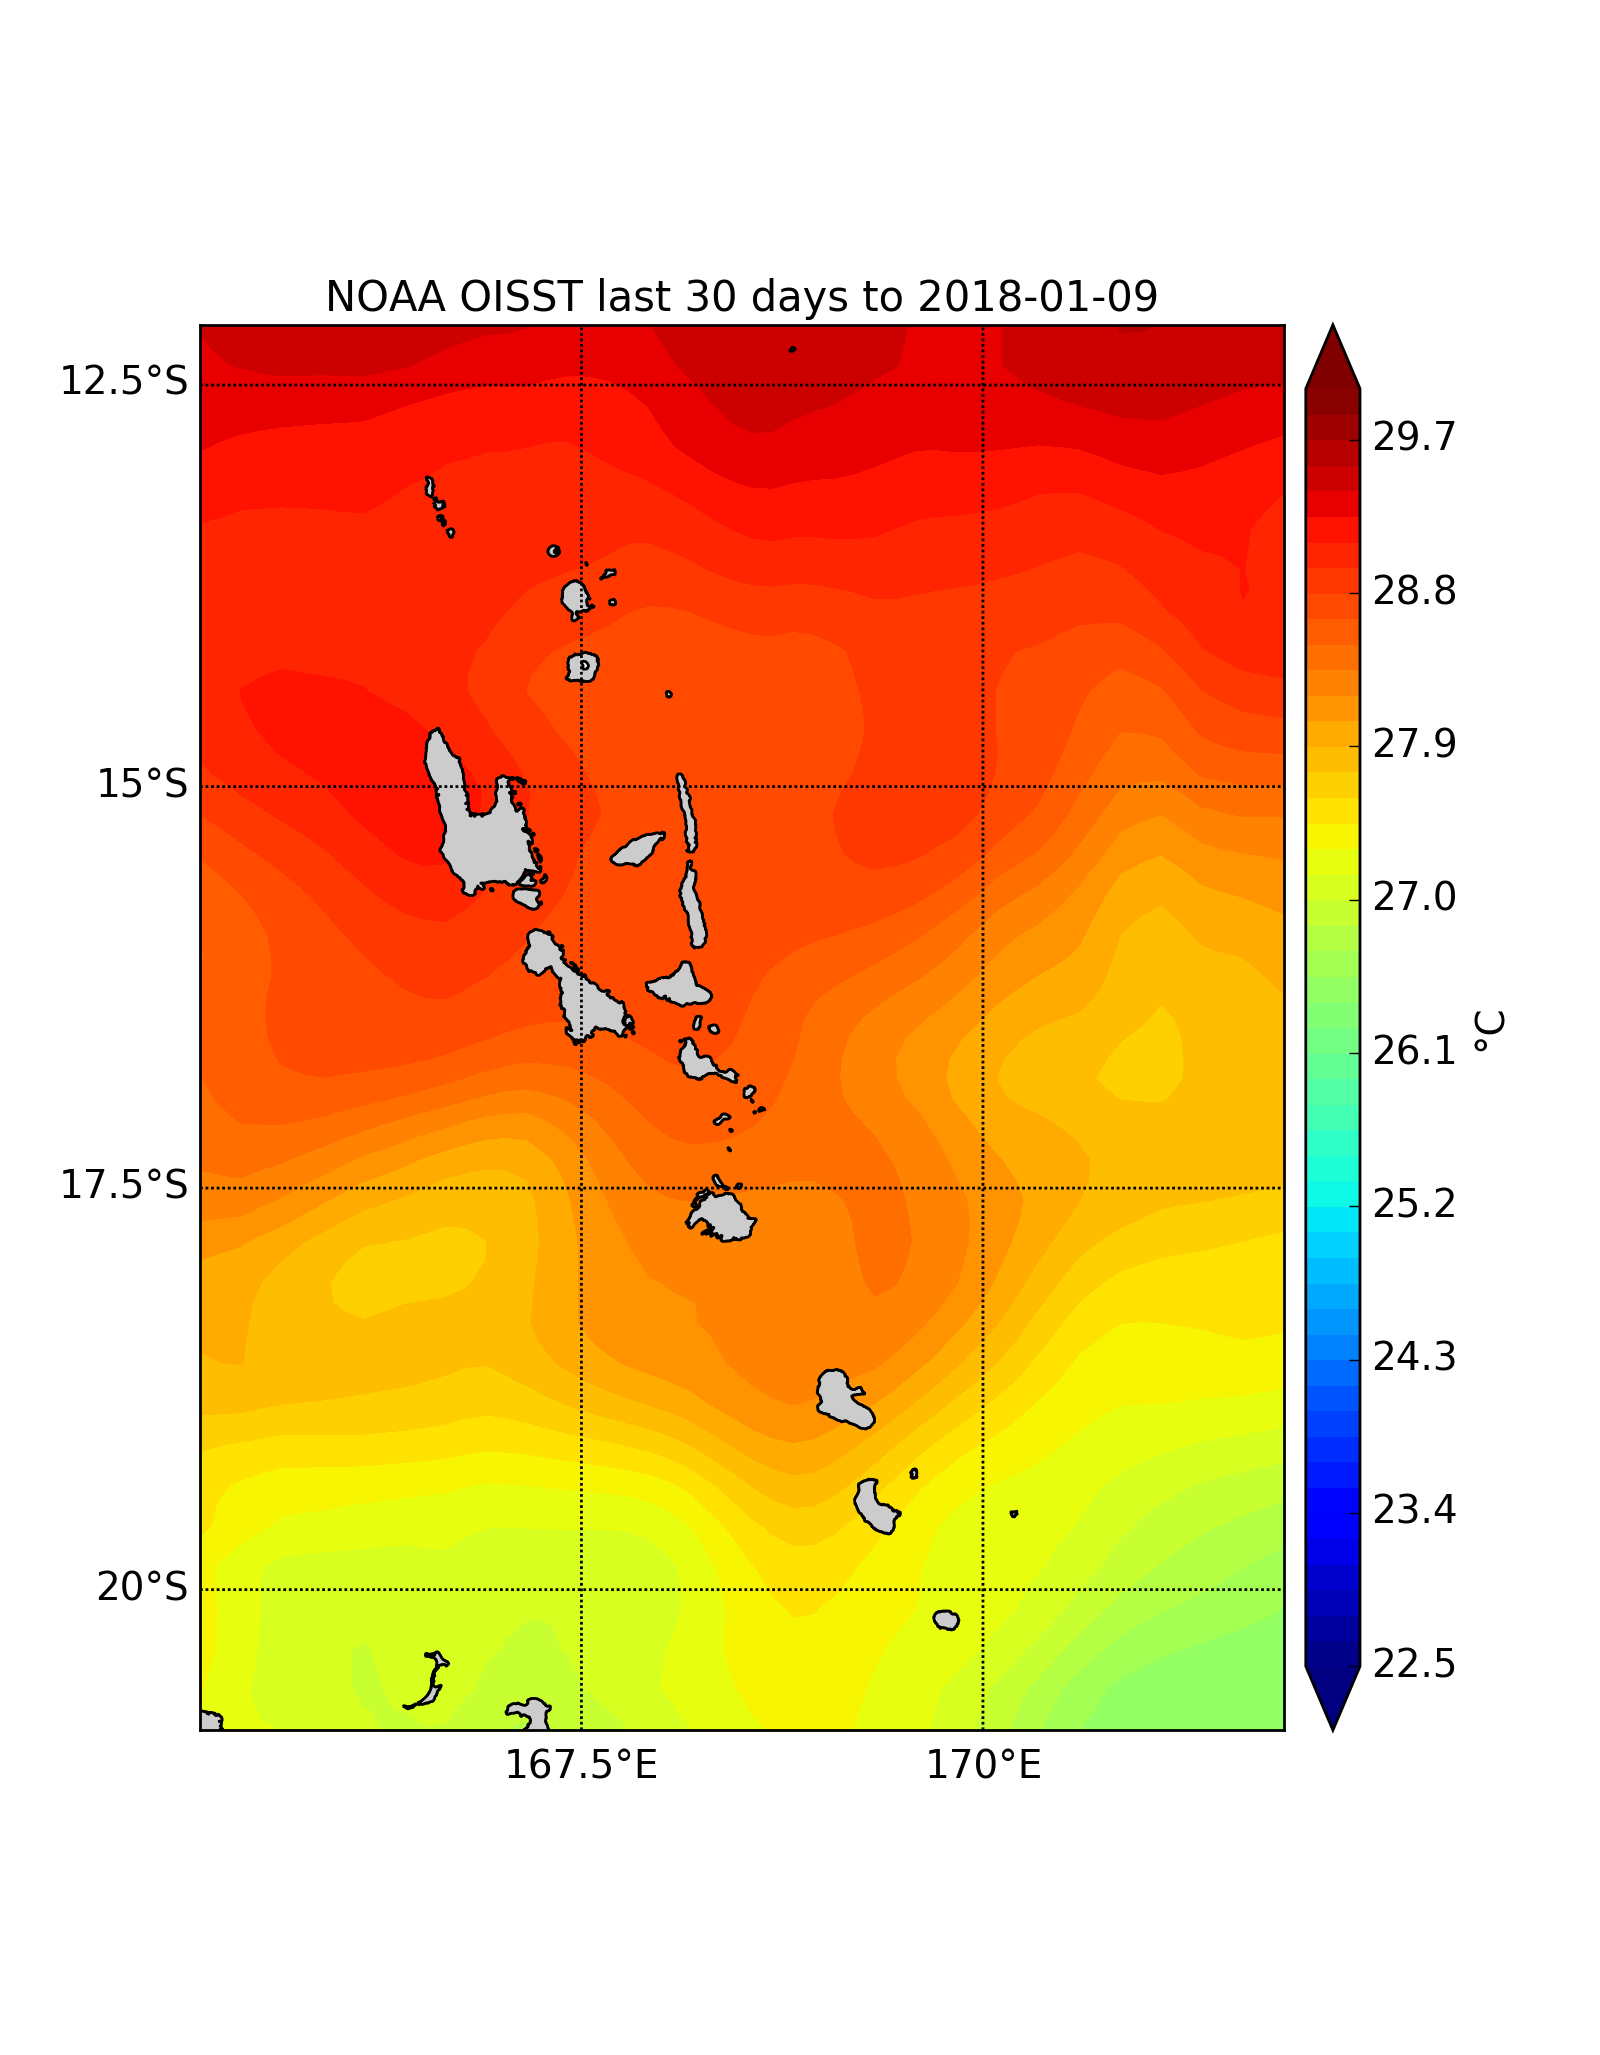 NOAA OISST last 30 days to 2018-01-09
12.5°S
15°S
17.5°S
20°S
167.5°E
170°E
29.7
28.8
27.9
27.0
26.1
25.2
24.3
23.4
22.5
°C